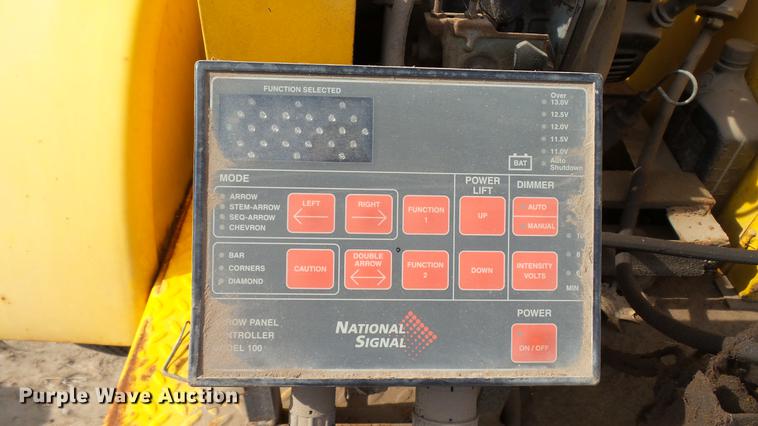 FUNCTION SELECTED
Over
13.0V
12.5V
12.0V
11.5V
11.0V
Auto
Shutdown
BAT
MODE
POWER
LIFT
DIMMER
ARROW
STEM-ARROW
SEQ-ARROW
CHEVRON
LEFT
RIGHT
FUNCTION
1
UP
AUTO
MANUAL
BAR
CORNERS
DIAMOND
CAUTION
DOUBLE
ARROW
FUNCTION
2
DOWN
INTENSITY
VOLTS
8
MIN
ROW PANEL
ONTROLLER
DEL 100
NATIONAL
SIGNAL
POWER
ON / OFF
Purple Wave Auction